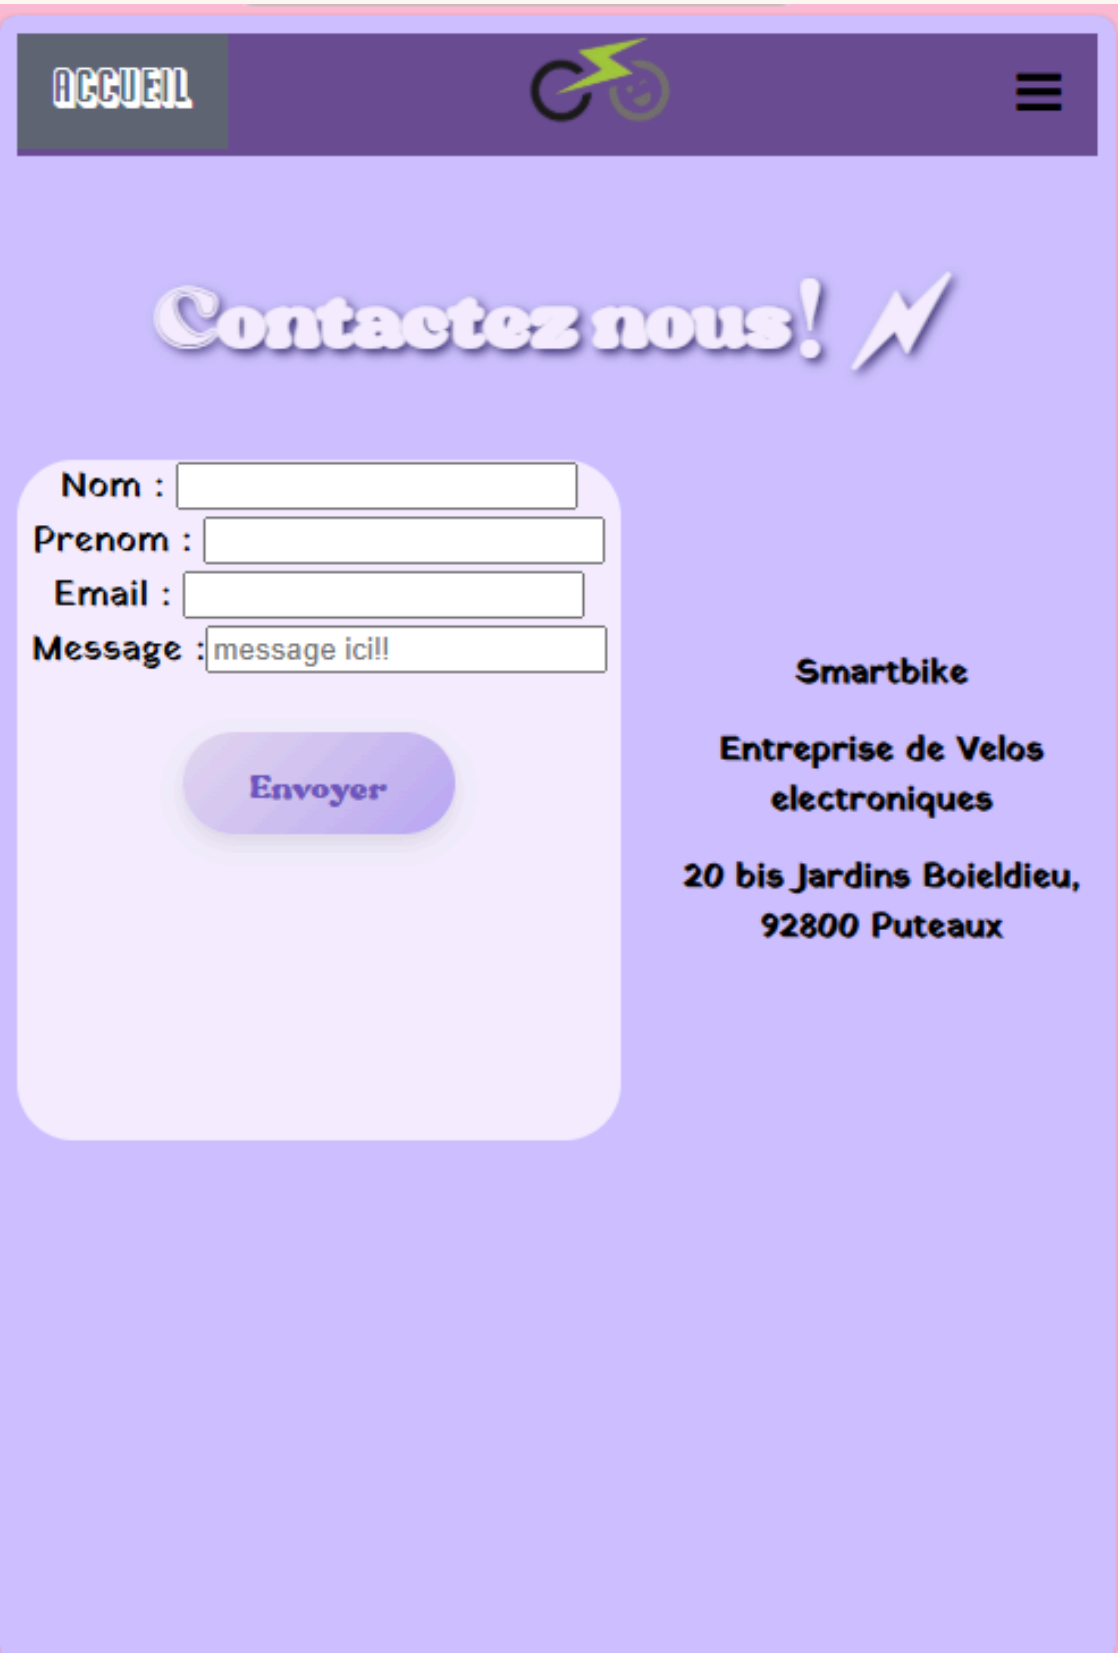 ACCUEIL
Contactez nous!
Nom :
Prenom :
Email :
Message : message ici!!
Envoyer
Smartbike
Entreprise de Velos
electroniques
20 bis Jardins Boieldieu,
92800 Puteaux